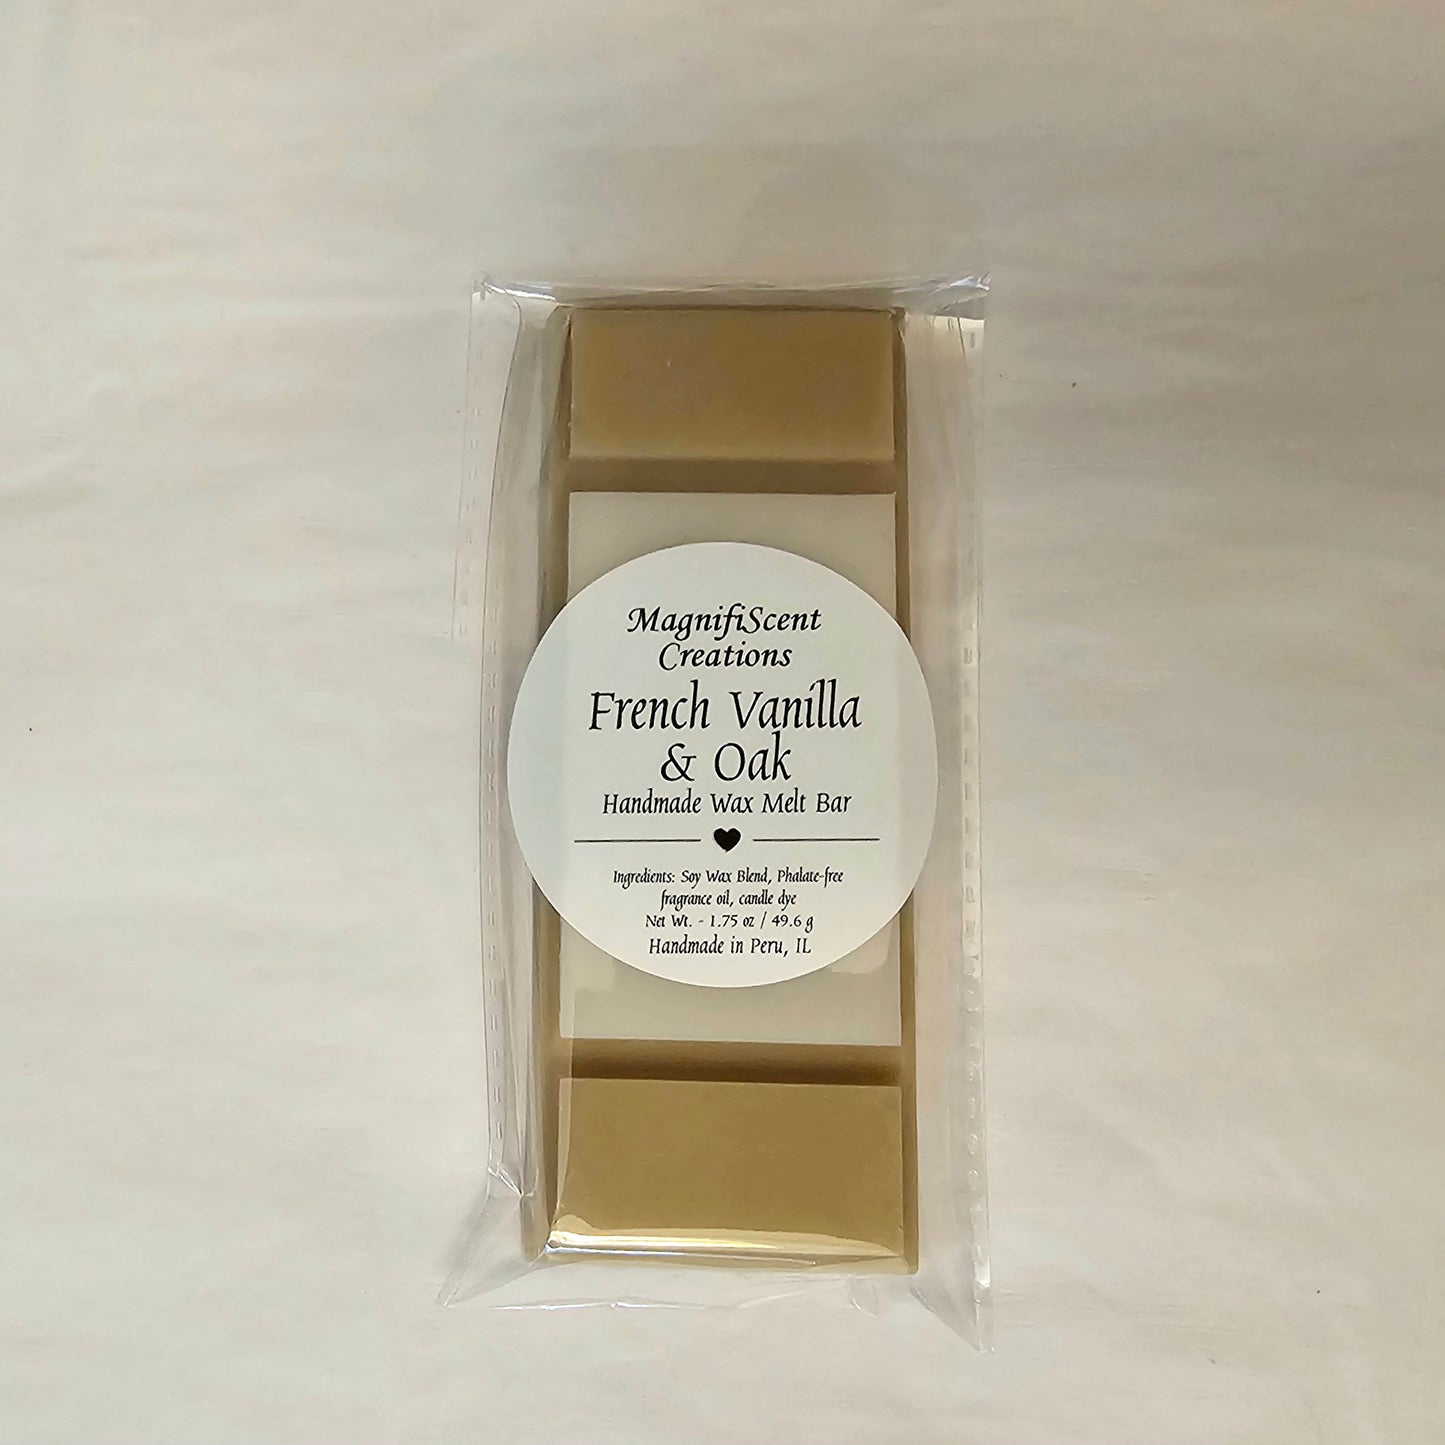 MagnifiScent
Creations
French Vanilla
& Oak
Handmade Wax Melt Bar
Ingredients: Soy Wax Blend, Phalate-free
fragrance oil, candle dye
Net Wt. - 1.75 oz / 49.6 g
Handmade in Peru, IL